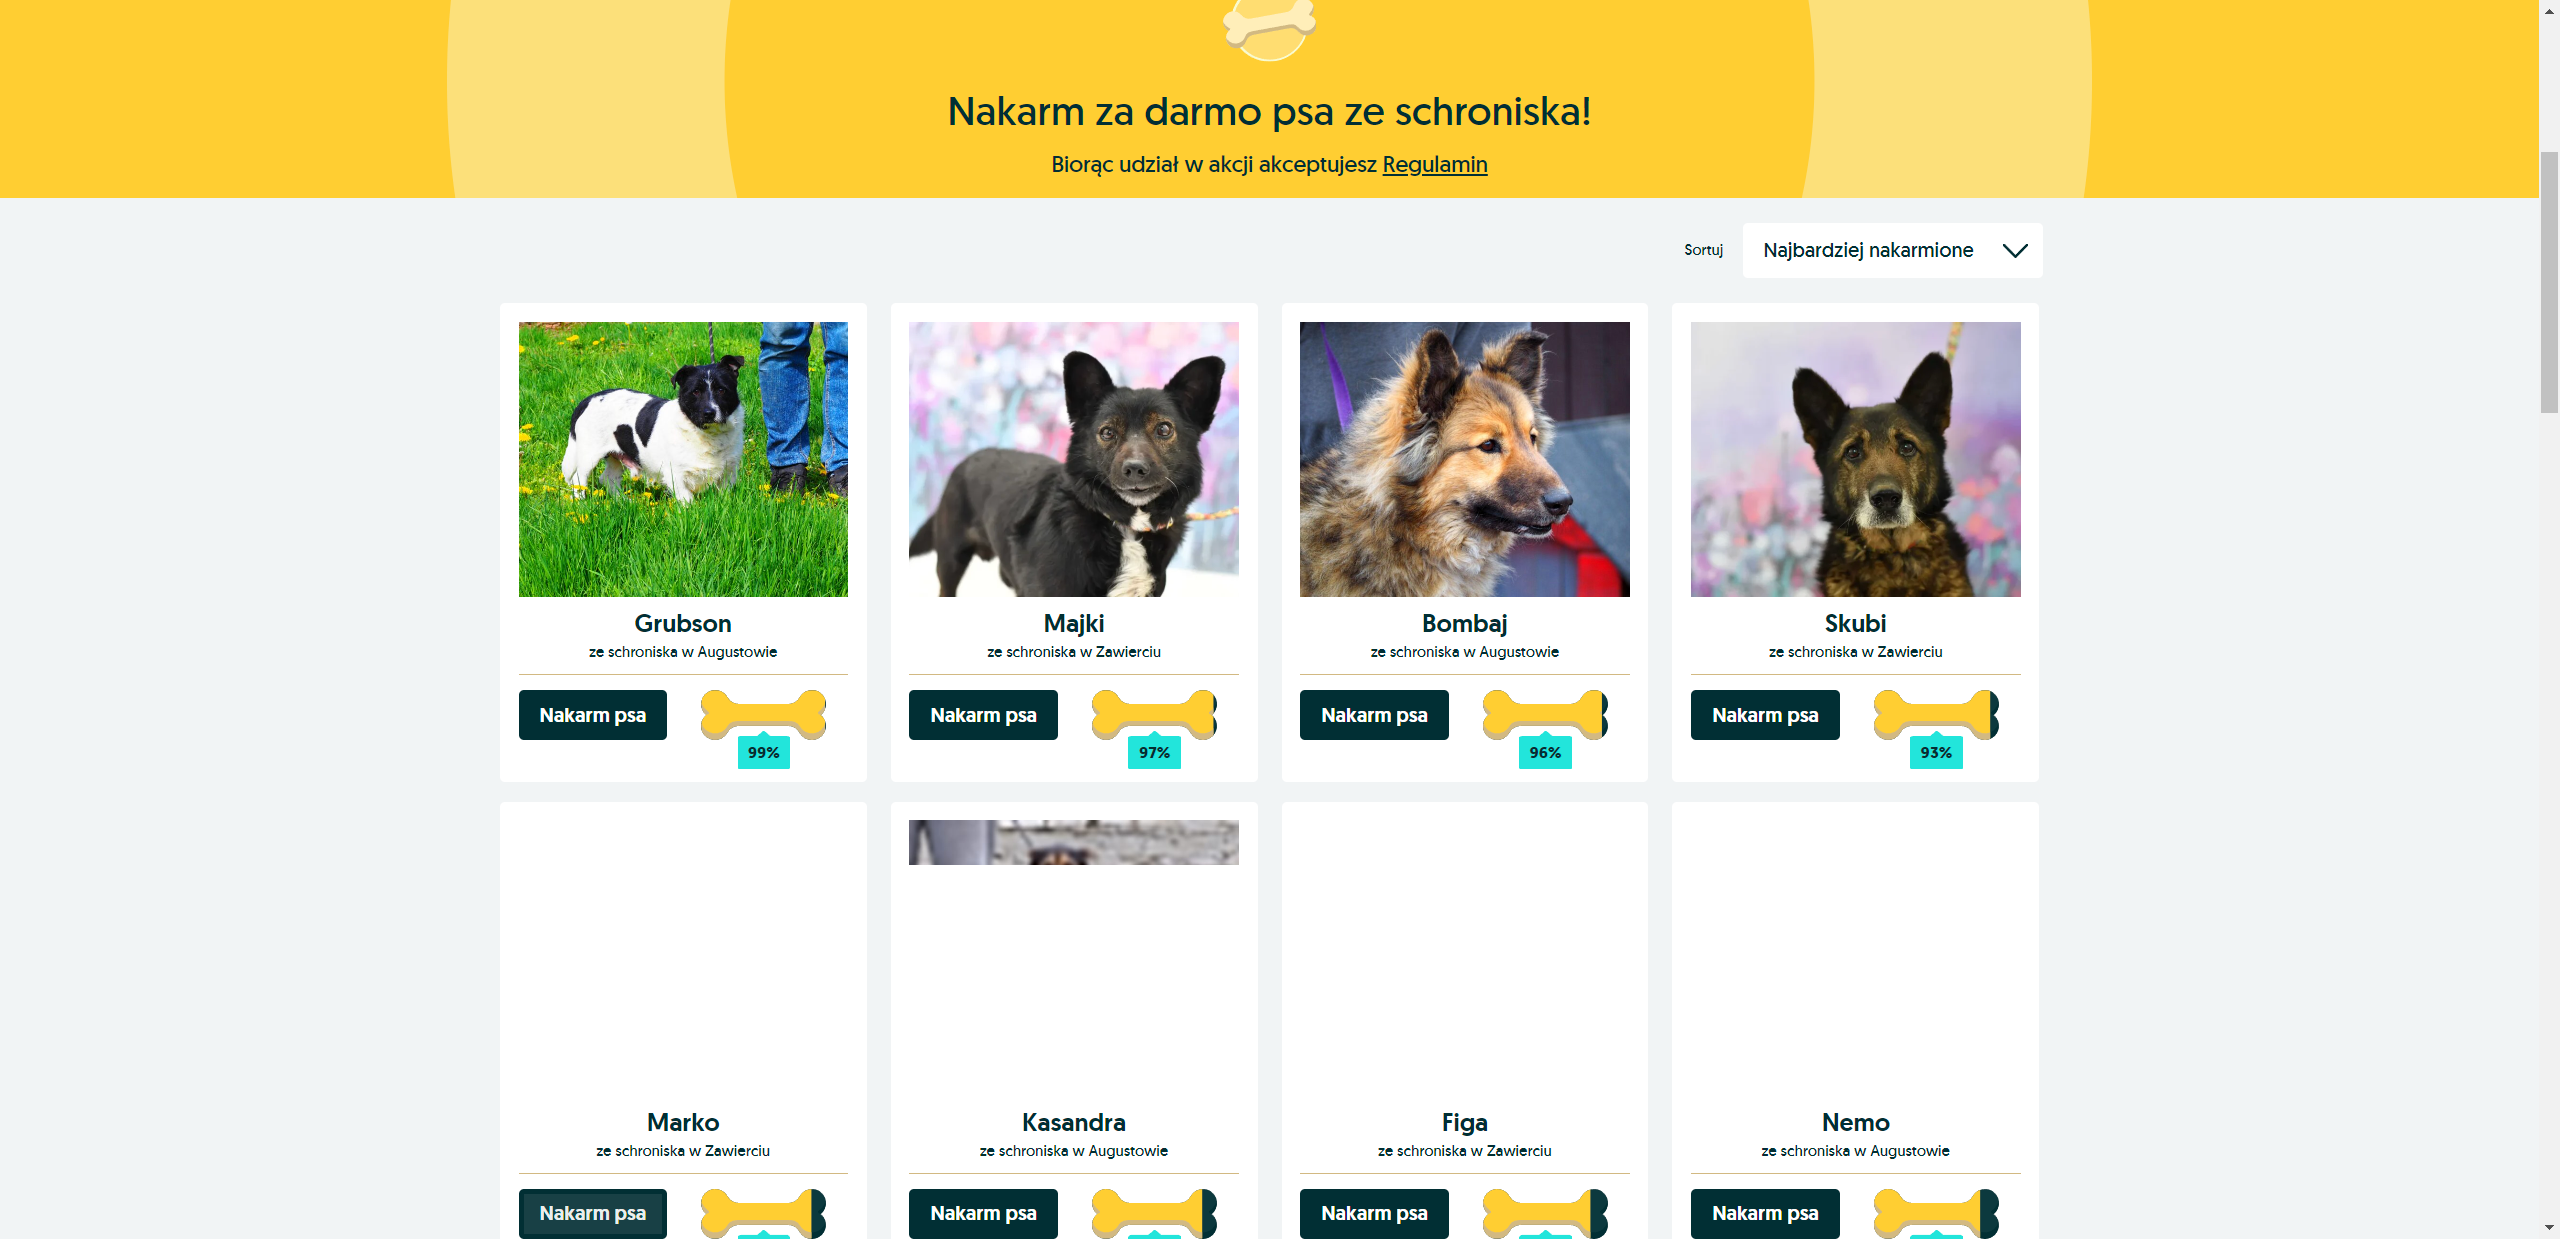 Nakarm za darmo psa ze schroniska!
Biorąc udział w akcji akceptujesz Regulamin
Sortuj Najbardziej nakarmione
Grubson Majki Bombaj Skubi
ze schroniska w Augustowie ze schroniska w Zawierciu ze schroniska w Augustowie ze schroniska w Zawierciu
Nakarm psa Nakarm psa Nakarm psa Nakarm psa
99% 97% 96% 93%
Marko Kasandra Figa Nemo
ze schroniska w Zawierciu ze schroniska w Augustowie ze schroniska w Zawierciu ze schroniska w Augustowie
Nakarm psa Nakarm psa Nakarm psa Nakarm psa